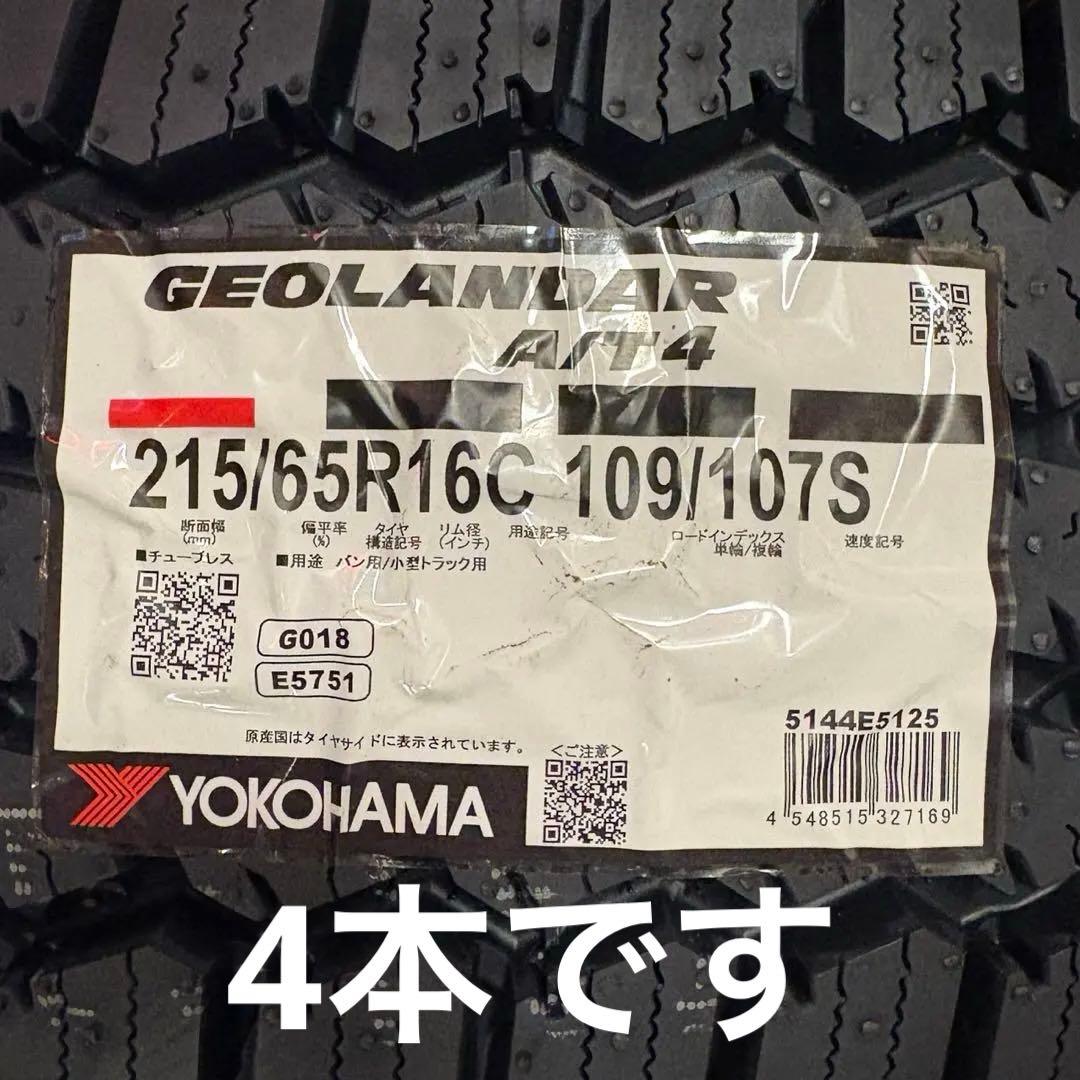 GEOLANDAR
A/T4
215/65R16C 109/107S
断面幅 偏平率 タイヤ リム径 用途記号 ロードインデックス 速度記号
(mm) (%) 構造記号 (インチ) 単輪/複輪
■チューブレス ■用途 バン用/小型トラック用
G018
E5751
5144E5125
原産国はタイヤサイドに表示されています。
<ご注意>
YOKOHAMA
4 548515 327169
4本です